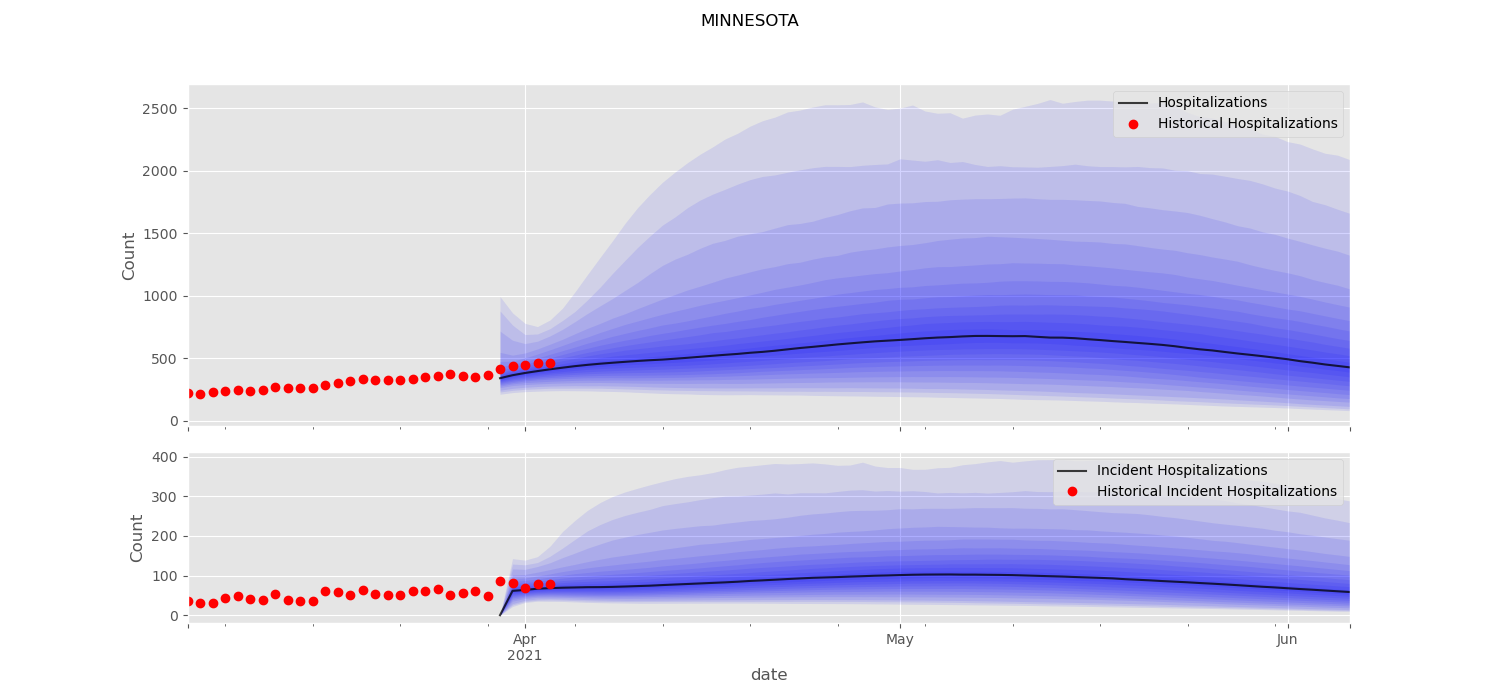 MINNESOTA
2500
2000
1500
1000
500
0
Count
Hospitalizations
Historical Hospitalizations
400
300
200
100
0
Count
Incident Hospitalizations
Historical Incident Hospitalizations
Apr
2021
May
Jun
date